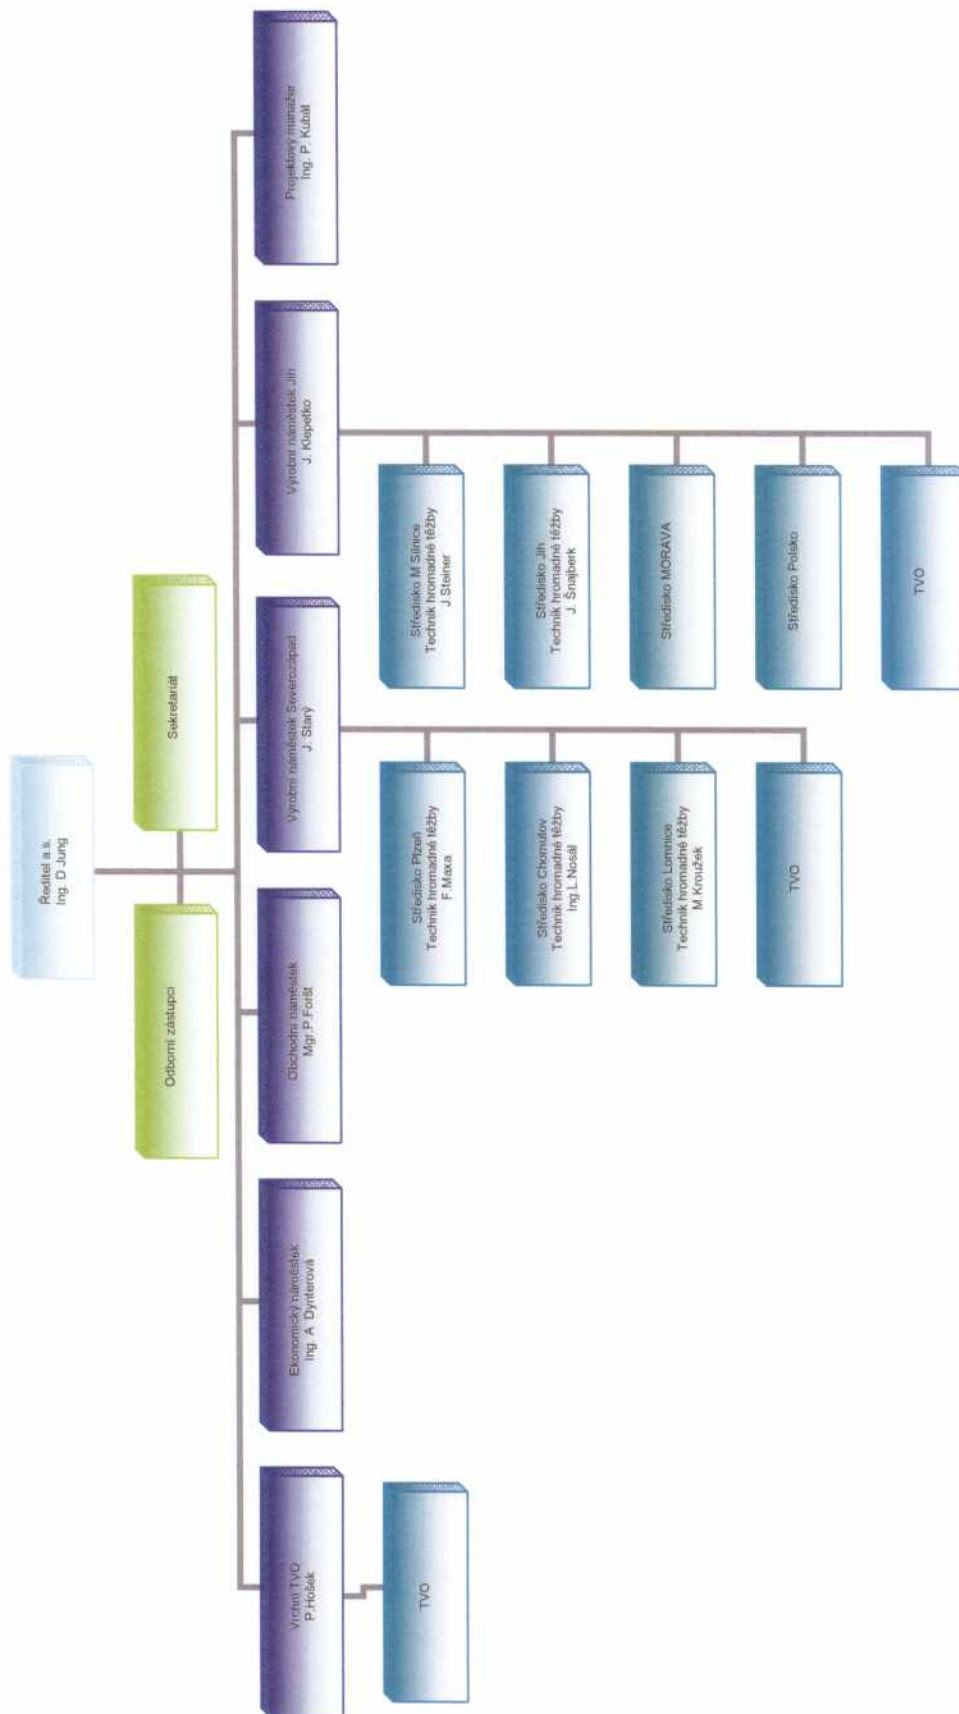 Ředitel a.s.
Ing. D Jung
Odborní zástupci
Sekretariát
Vrchní TVO
P.Hošek
Ekonomický náměstek
Ing. A Dynterová
Obchodní náměstek
Mgr.P.Foršt
Výrobní náměstek Severozápad
J. Starý
Výrobní náměstek Jih
J. Klepetko
Projektový manažer
Ing. P. Kubát
TVO
Středisko Plzeň
Technik hromadné těžby
F.Maxa
Středisko Chomutov
Technik hromadné těžby
Ing.L.Nosál
Středisko Lomnice
Technik hromadné těžby
M.Kroužek
TVO
Středisko M Silnice
Technik hromadné těžby
J.Steiner
Středisko Jih
Technik hromadné těžby
J. Šnajberk
Středisko MORAVA
Středisko Polsko
TVO